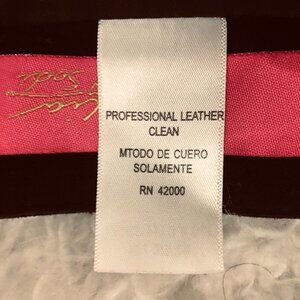 PROFESSIONAL LEATHER
CLEAN
MTODO DE CUERO
SOLAMENTE
RN 42000